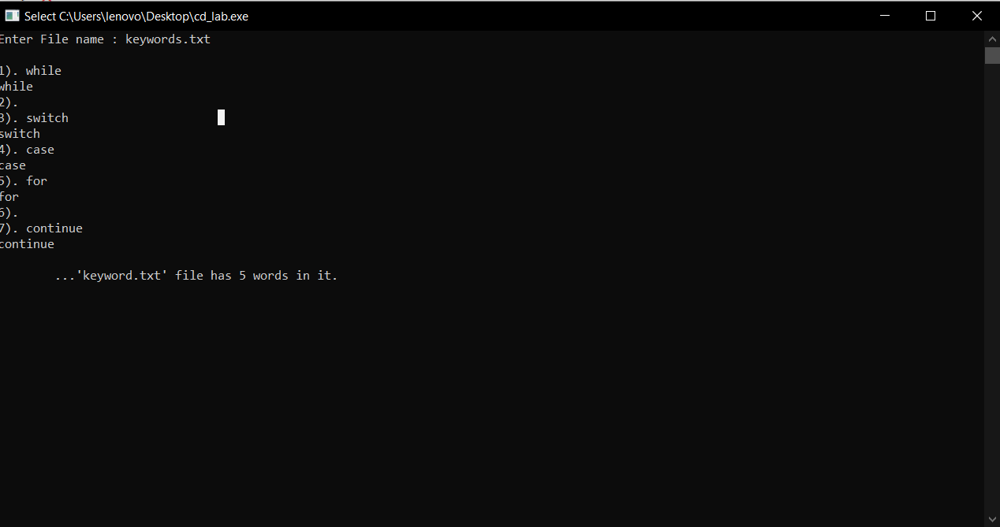 Select C:\Users\lenovo\Desktop\cd_lab.exe
Enter File name : keywords.txt
1). while
while
2).
3). switch
switch
4). case
case
5). for
for
6).
7). continue
continue
...'keyword.txt' file has 5 words in it.